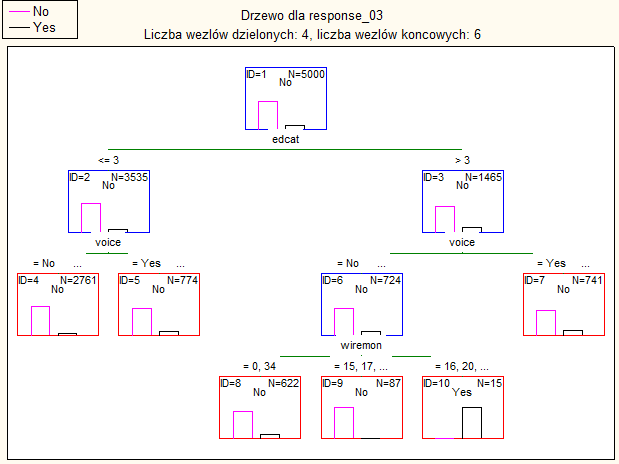 No
Yes
Drzewo dla response_03
Liczba wezlów dzielonych: 4, liczba wezlów koncowych: 6
ID=1 N=5000
No
edcat
<= 3 > 3
ID=2 N=3535 ID=3 N=1465
No No
voice voice
= No ... = Yes ... = No ... = Yes ...
ID=4 N=2761 ID=5 N=774 ID=6 N=724 ID=7 N=741
No No No No
wiremon
= 0, 34 = 15, 17, ... = 16, 20, ...
ID=8 N=622 ID=9 N=87 ID=10 N=15
No No Yes